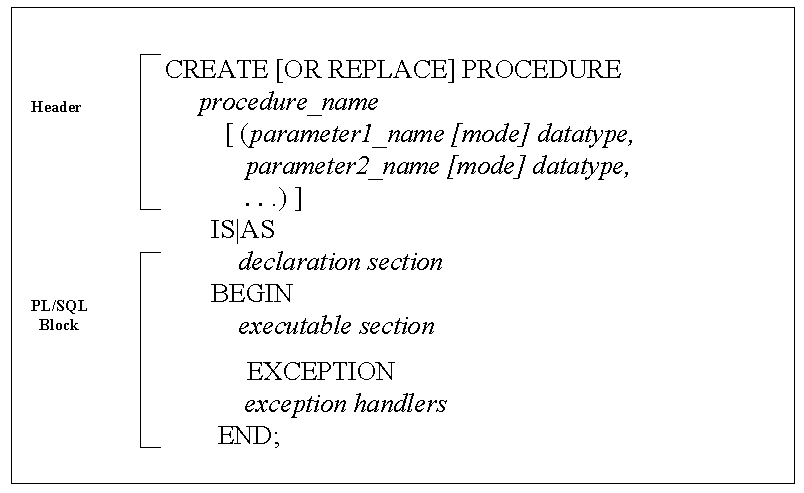 Header
CREATE [OR REPLACE] PROCEDURE
procedure_name
[ (parameter1_name [mode] datatype,
parameter2_name [mode] datatype,
. . .) ]
IS|AS
PL/SQL
Block
declaration section
BEGIN
executable section
EXCEPTION
exception handlers
END;